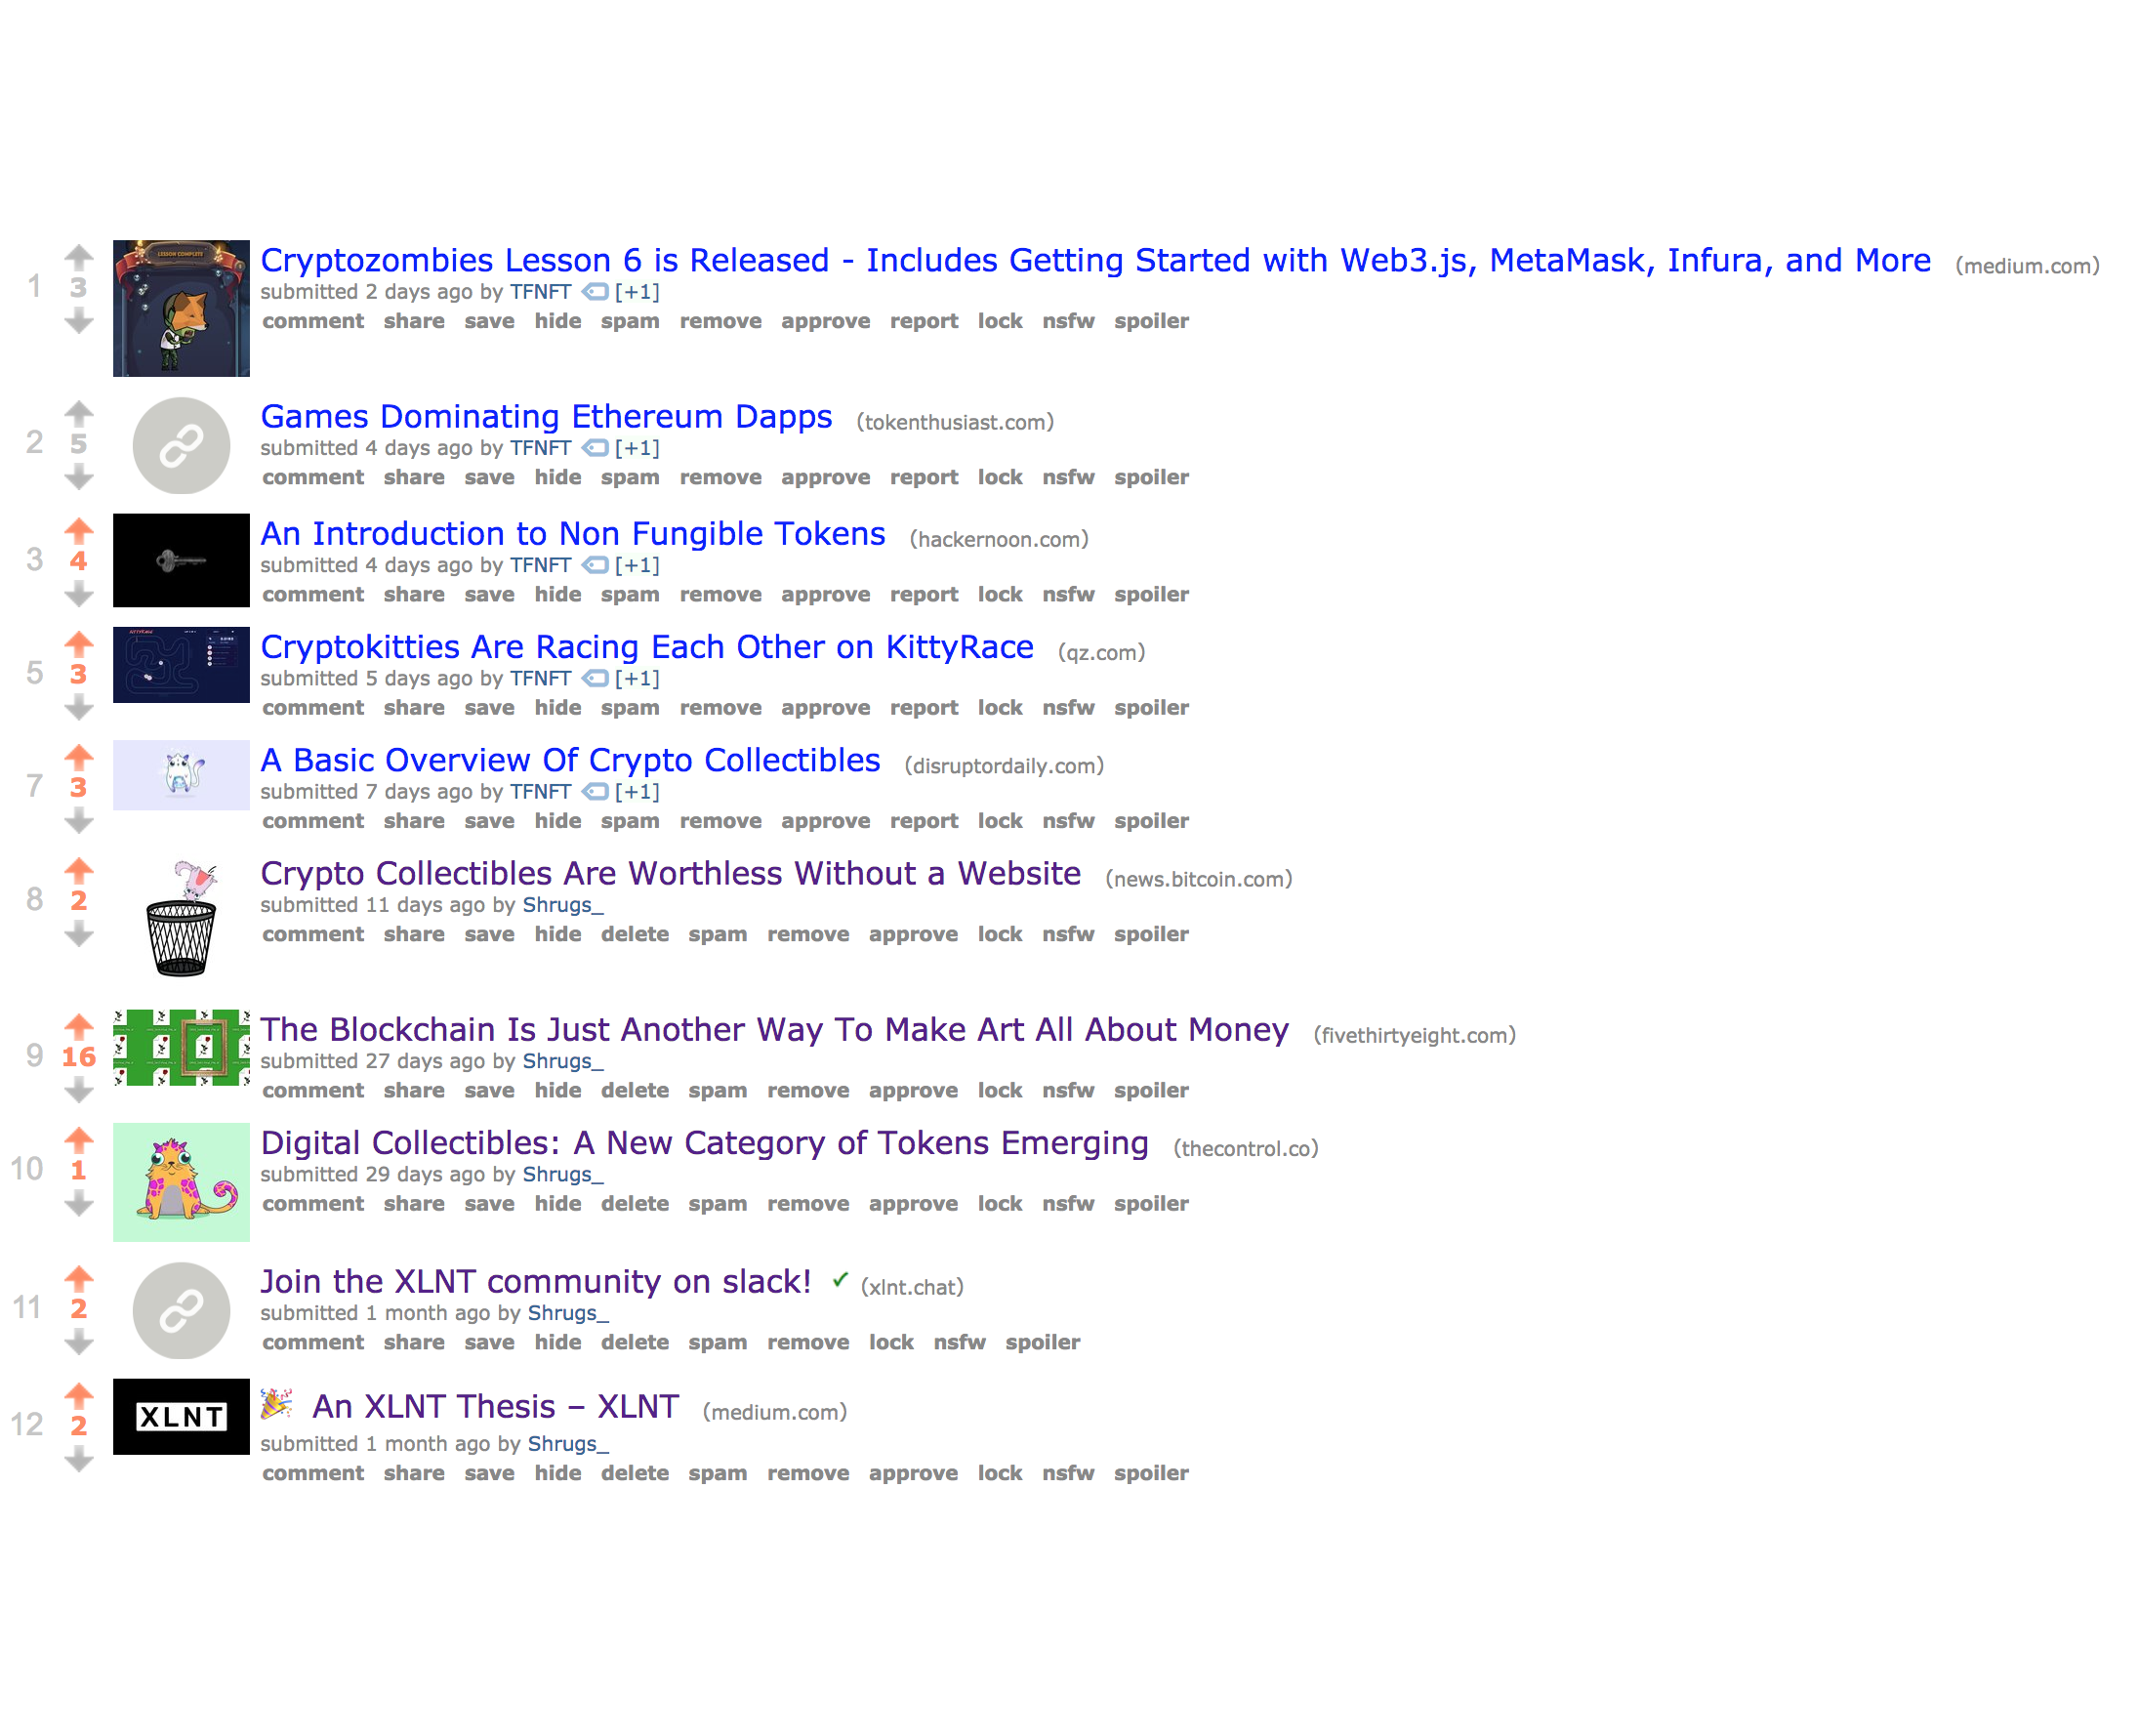 LESSON COMPLETE
1 3 Cryptozombies Lesson 6 is Released - Includes Getting Started with Web3.js, MetaMask, Infura, and More (medium.com)
submitted 2 days ago by TFNFT [+1]
comment share save hide spam remove approve report lock nsfw spoiler
2 5 Games Dominating Ethereum Dapps (tokenthusiast.com)
submitted 4 days ago by TFNFT [+1]
comment share save hide spam remove approve report lock nsfw spoiler
3 4 An Introduction to Non Fungible Tokens (hackernoon.com)
submitted 4 days ago by TFNFT [+1]
comment share save hide spam remove approve report lock nsfw spoiler
5 3 Cryptokitties Are Racing Each Other on KittyRace (qz.com)
submitted 5 days ago by TFNFT [+1]
comment share save hide spam remove approve report lock nsfw spoiler
7 3 A Basic Overview Of Crypto Collectibles (disruptordaily.com)
submitted 7 days ago by TFNFT [+1]
comment share save hide spam remove approve report lock nsfw spoiler
8 2 Crypto Collectibles Are Worthless Without a Website (news.bitcoin.com)
submitted 11 days ago by Shrugs_
comment share save hide delete spam remove approve lock nsfw spoiler
9 16 The Blockchain Is Just Another Way To Make Art All About Money (fivethirtyeight.com)
submitted 27 days ago by Shrugs_
comment share save hide delete spam remove approve lock nsfw spoiler
10 1 Digital Collectibles: A New Category of Tokens Emerging (thecontrol.co)
submitted 29 days ago by Shrugs_
comment share save hide delete spam remove approve lock nsfw spoiler
11 2 Join the XLNT community on slack! ✓ (xlnt.chat)
submitted 1 month ago by Shrugs_
comment share save hide delete spam remove lock nsfw spoiler
XLNT
12 2 🎉 An XLNT Thesis – XLNT (medium.com)
submitted 1 month ago by Shrugs_
comment share save hide delete spam remove approve lock nsfw spoiler